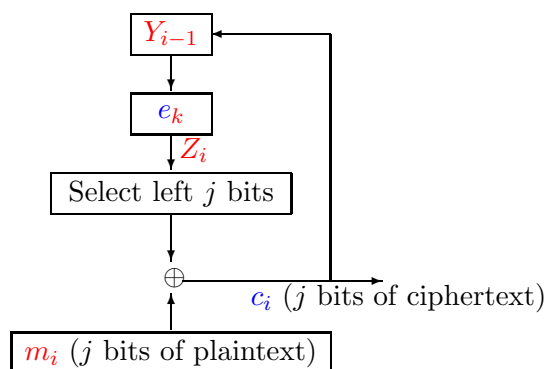 Y_{i−1}
e_k
Z_i
Select left j bits
⊕
c_i (j bits of ciphertext)
m_i (j bits of plaintext)